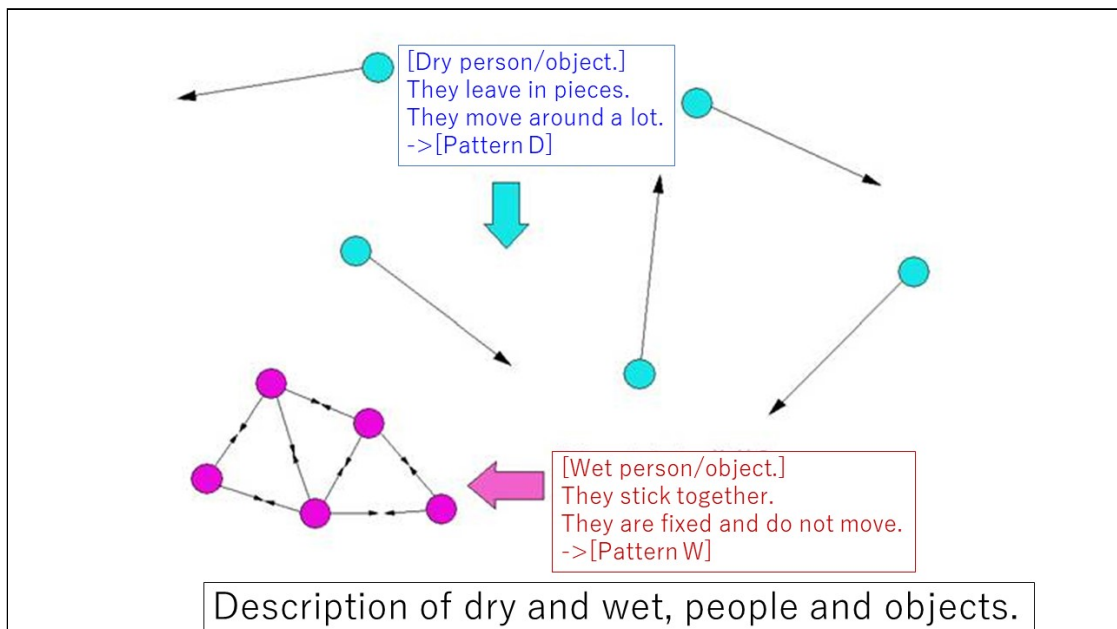 [Dry person/object.]
They leave in pieces.
They move around a lot.
->[Pattern D]
[Wet person/object.]
They stick together.
They are fixed and do not move.
->[Pattern W]
Description of dry and wet, people and objects.